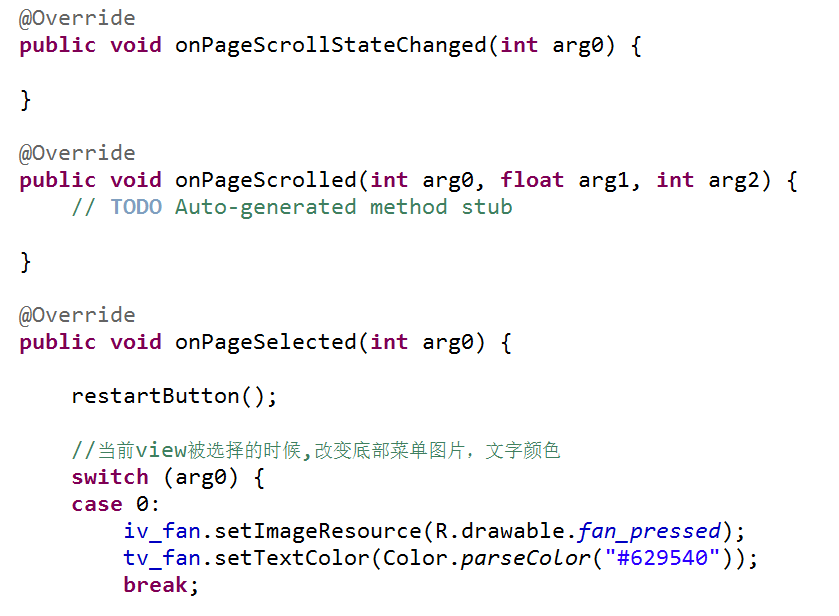 @Override
public void onPageScrollStateChanged(int arg0) {
}
@Override
public void onPageScrolled(int arg0, float arg1, int arg2) {
// TODO Auto-generated method stub
}
@Override
public void onPageSelected(int arg0) {
restartButton();
//当前view被选择的时候,改变底部菜单图片，文字颜色
switch (arg0) {
case 0:
iv_fan.setImageResource(R.drawable.fan_pressed);
tv_fan.setTextColor(Color.parseColor("#629540"));
break;